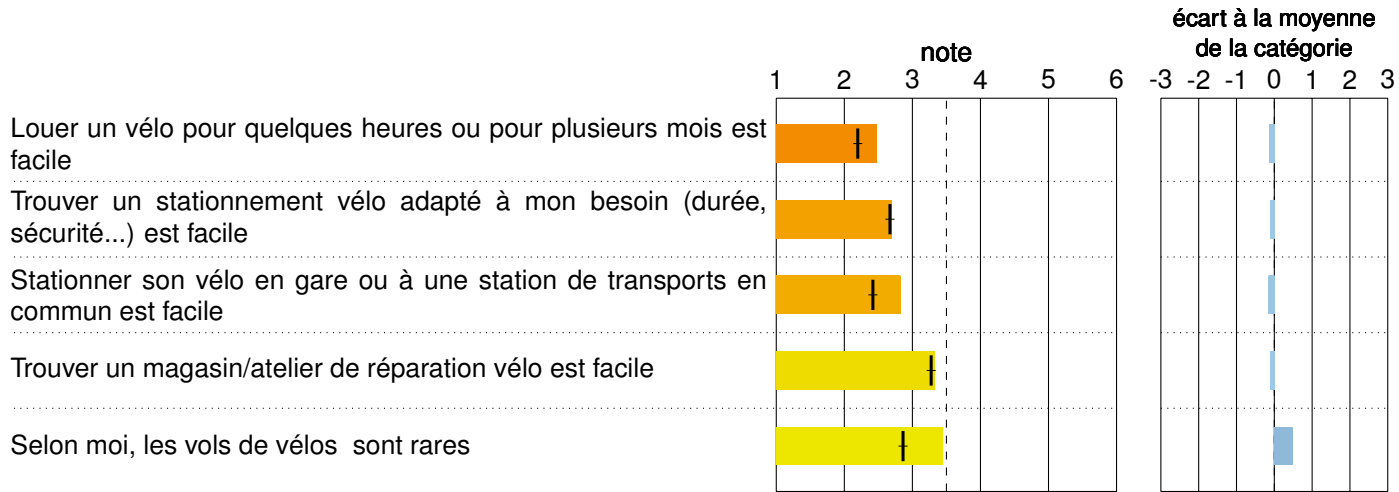 écart à la moyenne
note de la catégorie
1 2 3 4 5 6 -3 -2 -1 0 1 2 3
Louer un vélo pour quelques heures ou pour plusieurs mois est
facile
Trouver un stationnement vélo adapté à mon besoin (durée,
sécurité...) est facile
Stationner son vélo en gare ou à une station de transports en
commun est facile
Trouver un magasin/atelier de réparation vélo est facile
Selon moi, les vols de vélos sont rares